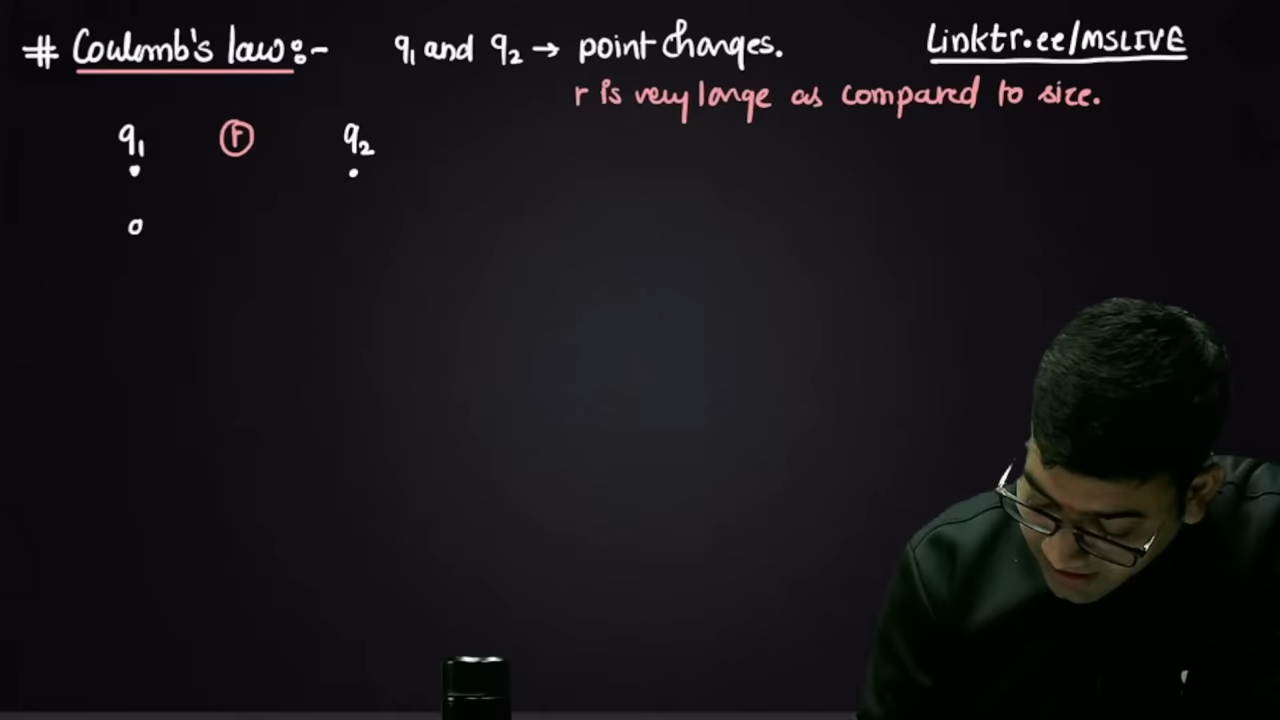 # Coulomb's law:- q₁ and q₂ → point charges. Linktr.ee/MSLIVE
r is very large as compared to size.
q₁ F q₂